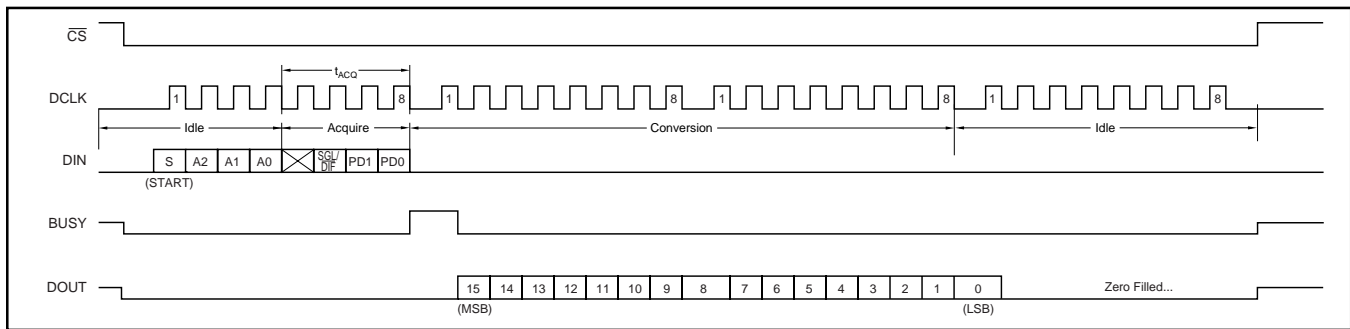 CS
tACQ
DCLK 1 8 1 8 1 8 1 8
Idle Acquire Conversion Idle
DIN S A2 A1 A0 SGL/DIF PD1 PD0
(START)
BUSY
DOUT 15 14 13 12 11 10 9 8 7 6 5 4 3 2 1 0 Zero Filled...
(MSB) (LSB)